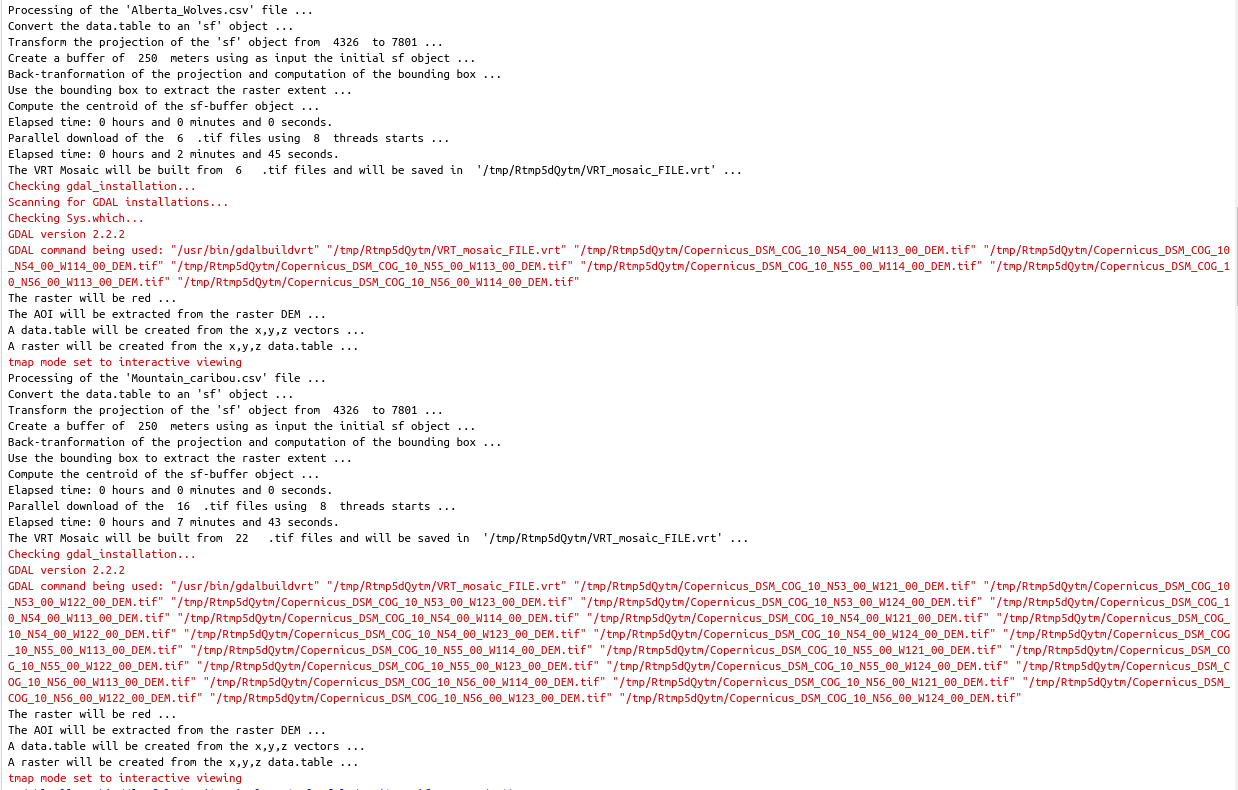 Processing of the 'Alberta_Wolves.csv' file ...
Convert the data.table to an 'sf' object ...
Transform the projection of the 'sf' object from  4326  to 7801 ...
Create a buffer of  250  meters using as input the initial sf object ...
Back-tranformation of the projection and computation of the bounding box ...
Use the bounding box to extract the raster extent ...
Compute the centroid of the sf-buffer object ...
Elapsed time: 0 hours and 0 minutes and 0 seconds.
Parallel download of the  6  .tif files using  8  threads starts ...
Elapsed time: 0 hours and 2 minutes and 45 seconds.
The VRT Mosaic will be built from  6   .tif files and will be saved in  '/tmp/Rtmp5dQytm/VRT_mosaic_FILE.vrt' ...
Checking gdal_installation...
Scanning for GDAL installations...
Checking Sys.which...
GDAL version 2.2.2
GDAL command being used: "/usr/bin/gdalbuildvrt" "/tmp/Rtmp5dQytm/VRT_mosaic_FILE.vrt" "/tmp/Rtmp5dQytm/Copernicus_DSM_COG_10_N54_00_W113_00_DEM.tif" "/tmp/Rtmp5dQytm/Copernicus_DSM_COG_10
_N54_00_W114_00_DEM.tif" "/tmp/Rtmp5dQytm/Copernicus_DSM_COG_10_N55_00_W113_00_DEM.tif" "/tmp/Rtmp5dQytm/Copernicus_DSM_COG_10_N55_00_W114_00_DEM.tif" "/tmp/Rtmp5dQytm/Copernicus_DSM_COG_1
0_N56_00_W113_00_DEM.tif" "/tmp/Rtmp5dQytm/Copernicus_DSM_COG_10_N56_00_W114_00_DEM.tif"
The raster will be red ...
The AOI will be extracted from the raster DEM ...
A data.table will be created from the x,y,z vectors ...
A raster will be created from the x,y,z data.table ...
tmap mode set to interactive viewing
Processing of the 'Mountain_caribou.csv' file ...
Convert the data.table to an 'sf' object ...
Transform the projection of the 'sf' object from  4326  to 7801 ...
Create a buffer of  250  meters using as input the initial sf object ...
Back-tranformation of the projection and computation of the bounding box ...
Use the bounding box to extract the raster extent ...
Compute the centroid of the sf-buffer object ...
Elapsed time: 0 hours and 0 minutes and 0 seconds.
Parallel download of the  16  .tif files using  8  threads starts ...
Elapsed time: 0 hours and 7 minutes and 43 seconds.
The VRT Mosaic will be built from  22   .tif files and will be saved in  '/tmp/Rtmp5dQytm/VRT_mosaic_FILE.vrt' ...
Checking gdal_installation...
GDAL version 2.2.2
GDAL command being used: "/usr/bin/gdalbuildvrt" "/tmp/Rtmp5dQytm/VRT_mosaic_FILE.vrt" "/tmp/Rtmp5dQytm/Copernicus_DSM_COG_10_N53_00_W121_00_DEM.tif" "/tmp/Rtmp5dQytm/Copernicus_DSM_COG_10
_N53_00_W122_00_DEM.tif" "/tmp/Rtmp5dQytm/Copernicus_DSM_COG_10_N53_00_W123_00_DEM.tif" "/tmp/Rtmp5dQytm/Copernicus_DSM_COG_10_N53_00_W124_00_DEM.tif" "/tmp/Rtmp5dQytm/Copernicus_DSM_COG_1
0_N54_00_W113_00_DEM.tif" "/tmp/Rtmp5dQytm/Copernicus_DSM_COG_10_N54_00_W114_00_DEM.tif" "/tmp/Rtmp5dQytm/Copernicus_DSM_COG_10_N54_00_W121_00_DEM.tif" "/tmp/Rtmp5dQytm/Copernicus_DSM_COG_
10_N54_00_W122_00_DEM.tif" "/tmp/Rtmp5dQytm/Copernicus_DSM_COG_10_N54_00_W123_00_DEM.tif" "/tmp/Rtmp5dQytm/Copernicus_DSM_COG_10_N54_00_W124_00_DEM.tif" "/tmp/Rtmp5dQytm/Copernicus_DSM_COG
_10_N55_00_W113_00_DEM.tif" "/tmp/Rtmp5dQytm/Copernicus_DSM_COG_10_N55_00_W114_00_DEM.tif" "/tmp/Rtmp5dQytm/Copernicus_DSM_COG_10_N55_00_W121_00_DEM.tif" "/tmp/Rtmp5dQytm/Copernicus_DSM_CO
G_10_N55_00_W122_00_DEM.tif" "/tmp/Rtmp5dQytm/Copernicus_DSM_COG_10_N55_00_W123_00_DEM.tif" "/tmp/Rtmp5dQytm/Copernicus_DSM_COG_10_N55_00_W124_00_DEM.tif" "/tmp/Rtmp5dQytm/Copernicus_DSM_C
OG_10_N56_00_W113_00_DEM.tif" "/tmp/Rtmp5dQytm/Copernicus_DSM_COG_10_N56_00_W114_00_DEM.tif" "/tmp/Rtmp5dQytm/Copernicus_DSM_COG_10_N56_00_W121_00_DEM.tif" "/tmp/Rtmp5dQytm/Copernicus_DSM_
COG_10_N56_00_W122_00_DEM.tif" "/tmp/Rtmp5dQytm/Copernicus_DSM_COG_10_N56_00_W123_00_DEM.tif" "/tmp/Rtmp5dQytm/Copernicus_DSM_COG_10_N56_00_W124_00_DEM.tif"
The raster will be red ...
The AOI will be extracted from the raster DEM ...
A data.table will be created from the x,y,z vectors ...
A raster will be created from the x,y,z data.table ...
tmap mode set to interactive viewing